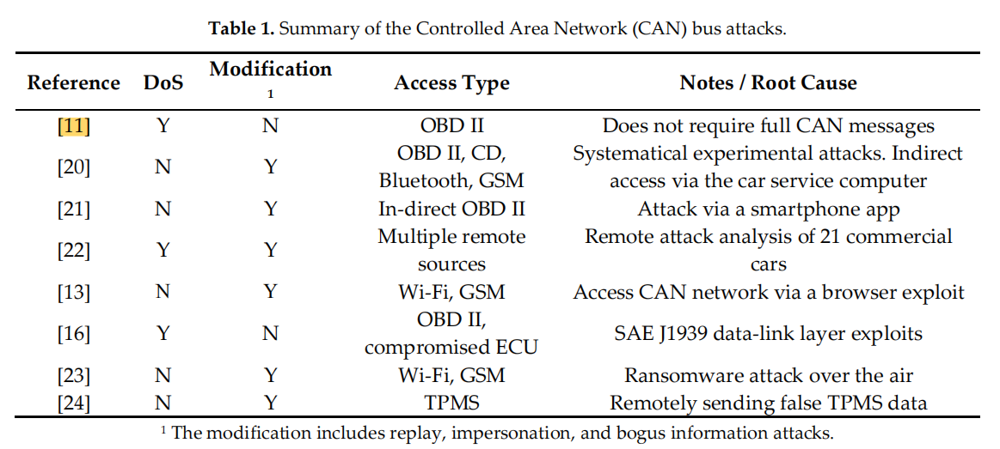 Table 1. Summary of the Controlled Area Network (CAN) bus attacks.
Reference DoS Modification 1 Access Type Notes / Root Cause
[11] Y N OBD II Does not require full CAN messages
[20] N Y OBD II, CD, Bluetooth, GSM Systematical experimental attacks. Indirect access via the car service computer
[21] N Y In-direct OBD II Attack via a smartphone app
[22] Y Y Multiple remote sources Remote attack analysis of 21 commercial cars
[13] N Y Wi-Fi, GSM Access CAN network via a browser exploit
[16] Y N OBD II, compromised ECU SAE J1939 data-link layer exploits
[23] N Y Wi-Fi, GSM Ransomware attack over the air
[24] N Y TPMS Remotely sending false TPMS data
1 The modification includes replay, impersonation, and bogus information attacks.